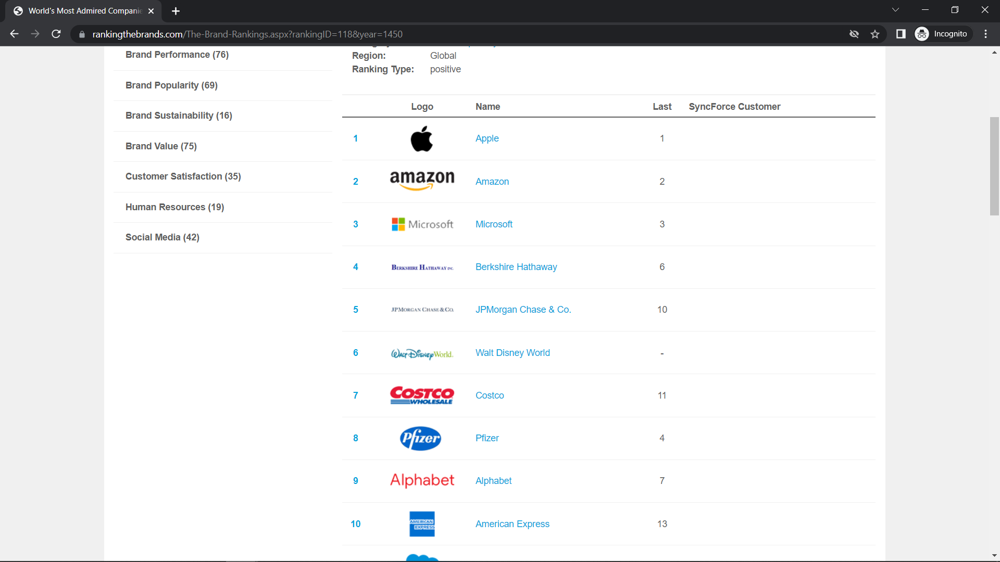 World's Most Admired Companie
rankingthebrands.com/The-Brand-Rankings.aspx?rankingID=118&year=1450
Incognito
Brand Performance (76)
Brand Popularity (69)
Brand Sustainability (16)
Brand Value (75)
Customer Satisfaction (35)
Human Resources (19)
Social Media (42)
Region: Global
Ranking Type: positive
Logo Name Last SyncForce Customer
1 Apple 1
2 amazon Amazon 2
3 Microsoft Microsoft 3
4 BERKSHIRE HATHAWAY INC. Berkshire Hathaway 6
5 JPMORGAN CHASE & CO. JPMorgan Chase & Co. 10
6 WALT DISNEY World. Walt Disney World -
7 COSTCO WHOLESALE Costco 11
8 Pfizer Pfizer 4
9 Alphabet Alphabet 7
10 AMERICAN EXPRESS American Express 13